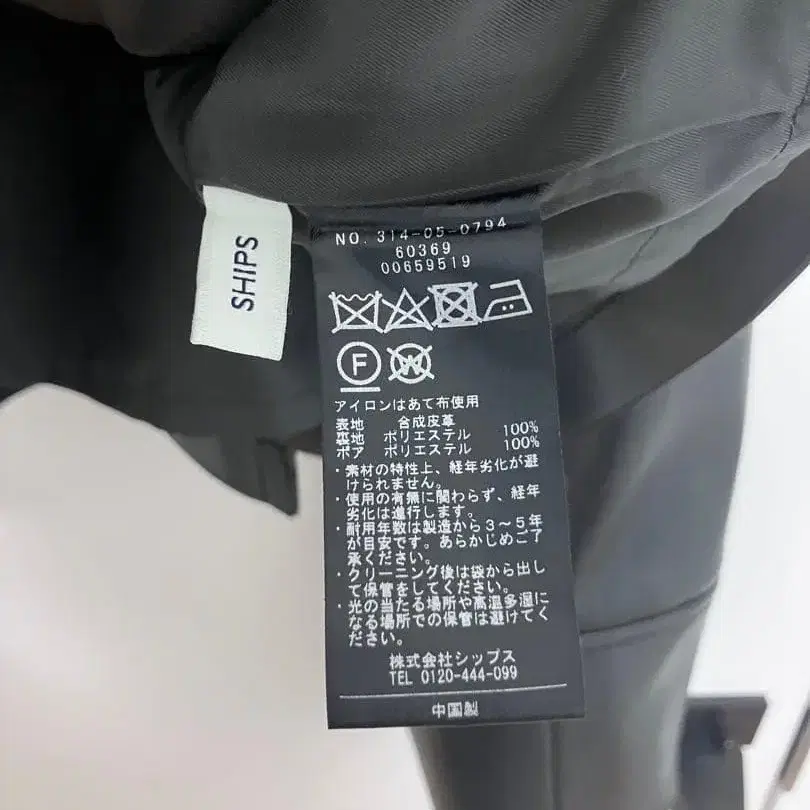 SHIPS
NO. 314-05-0794
60369
00659519
F
W
アイロンはあて布使用
表地 合成皮革
裏地 ポリエステル 100%
ボア ポリエステル 100%
・素材の特性上、経年劣化が避
けられません。
・使用の有無に関わらず、経年
劣化は進行します。
・耐用年数は製造から3～5年
が目安です。あらかじめご了
承ください。
・クリーニング後は袋から出し
て保管をしてください。
・光の当たる場所や高温多湿に
なる場所での保管は避けてく
ださい。
株式会社シップス
TEL 0120-444-099
中国製